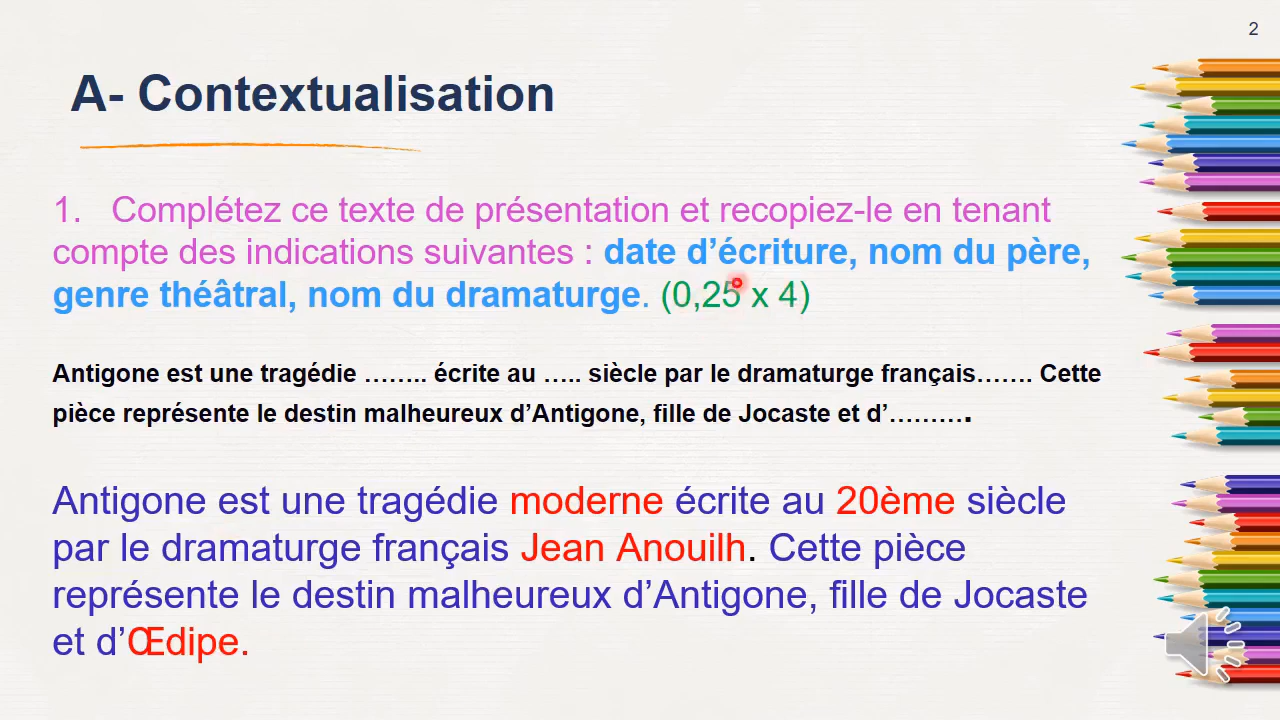 2
A- Contextualisation
1. Complétez ce texte de présentation et recopiez-le en tenant
compte des indications suivantes : date d’écriture, nom du père,
genre théâtral, nom du dramaturge. (0,25 x 4)
Antigone est une tragédie …….. écrite au ….. siècle par le dramaturge français……. Cette
pièce représente le destin malheureux d’Antigone, fille de Jocaste et d’……….
Antigone est une tragédie moderne écrite au 20ème siècle
par le dramaturge français Jean Anouilh. Cette pièce
représente le destin malheureux d’Antigone, fille de Jocaste
et d’Œdipe.